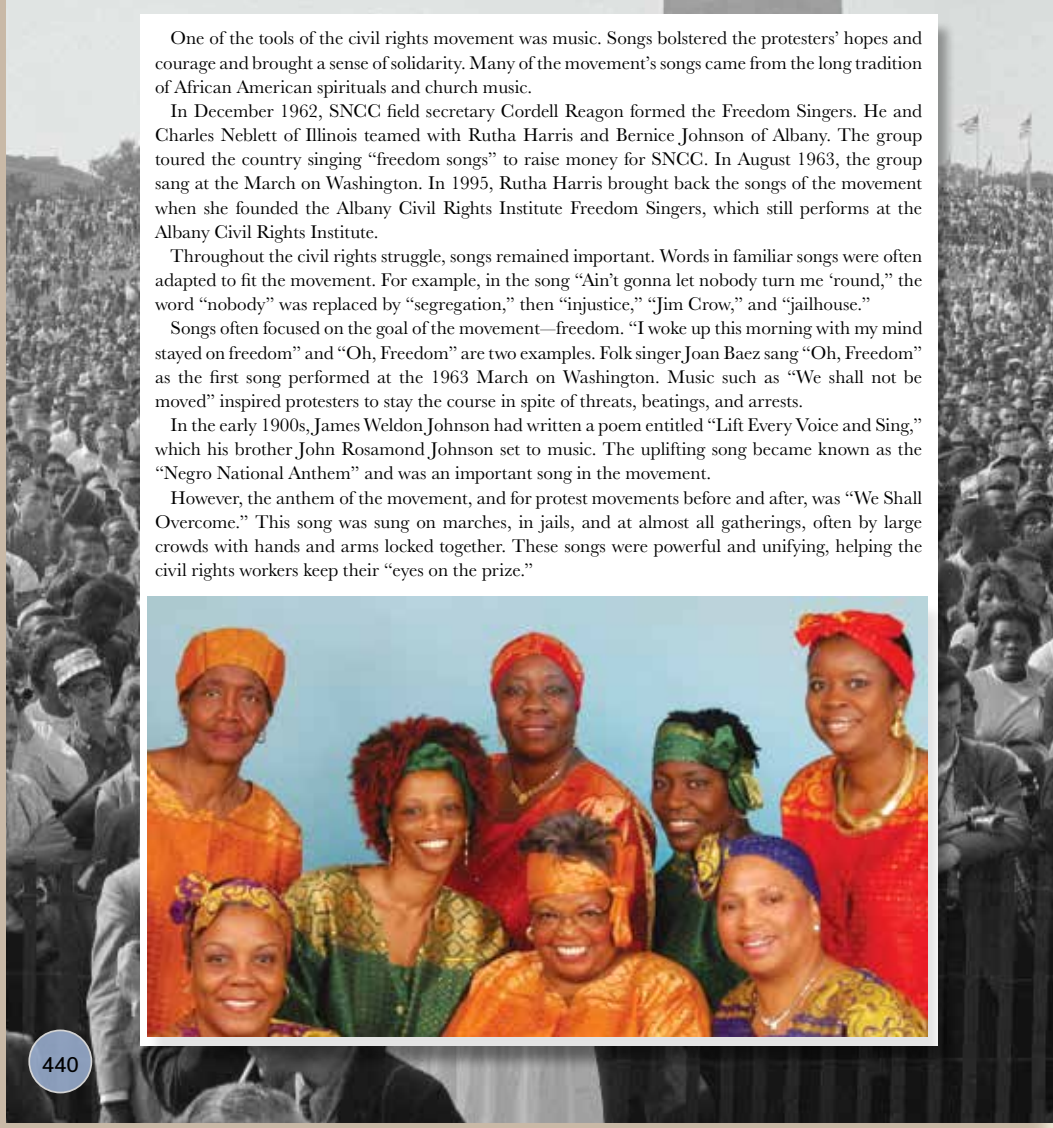 One of the tools of the civil rights movement was music. Songs bolstered the protesters’ hopes and
courage and brought a sense of solidarity. Many of the movement’s songs came from the long tradition
of African American spirituals and church music.
In December 1962, SNCC field secretary Cordell Reagon formed the Freedom Singers. He and
Charles Neblett of Illinois teamed with Rutha Harris and Bernice Johnson of Albany. The group
toured the country singing “freedom songs” to raise money for SNCC. In August 1963, the group
sang at the March on Washington. In 1995, Rutha Harris brought back the songs of the movement
when she founded the Albany Civil Rights Institute Freedom Singers, which still performs at the
Albany Civil Rights Institute.
Throughout the civil rights struggle, songs remained important. Words in familiar songs were often
adapted to fit the movement. For example, in the song “Ain’t gonna let nobody turn me ‘round,” the
word “nobody” was replaced by “segregation,” then “injustice,” “Jim Crow,” and “jailhouse.”
Songs often focused on the goal of the movement—freedom. “I woke up this morning with my mind
stayed on freedom” and “Oh, Freedom” are two examples. Folk singer Joan Baez sang “Oh, Freedom”
as the first song performed at the 1963 March on Washington. Music such as “We shall not be
moved” inspired protesters to stay the course in spite of threats, beatings, and arrests.
In the early 1900s, James Weldon Johnson had written a poem entitled “Lift Every Voice and Sing,”
which his brother John Rosamond Johnson set to music. The uplifting song became known as the
“Negro National Anthem” and was an important song in the movement.
However, the anthem of the movement, and for protest movements before and after, was “We Shall
Overcome.” This song was sung on marches, in jails, and at almost all gatherings, often by large
crowds with hands and arms locked together. These songs were powerful and unifying, helping the
civil rights workers keep their “eyes on the prize.”
440